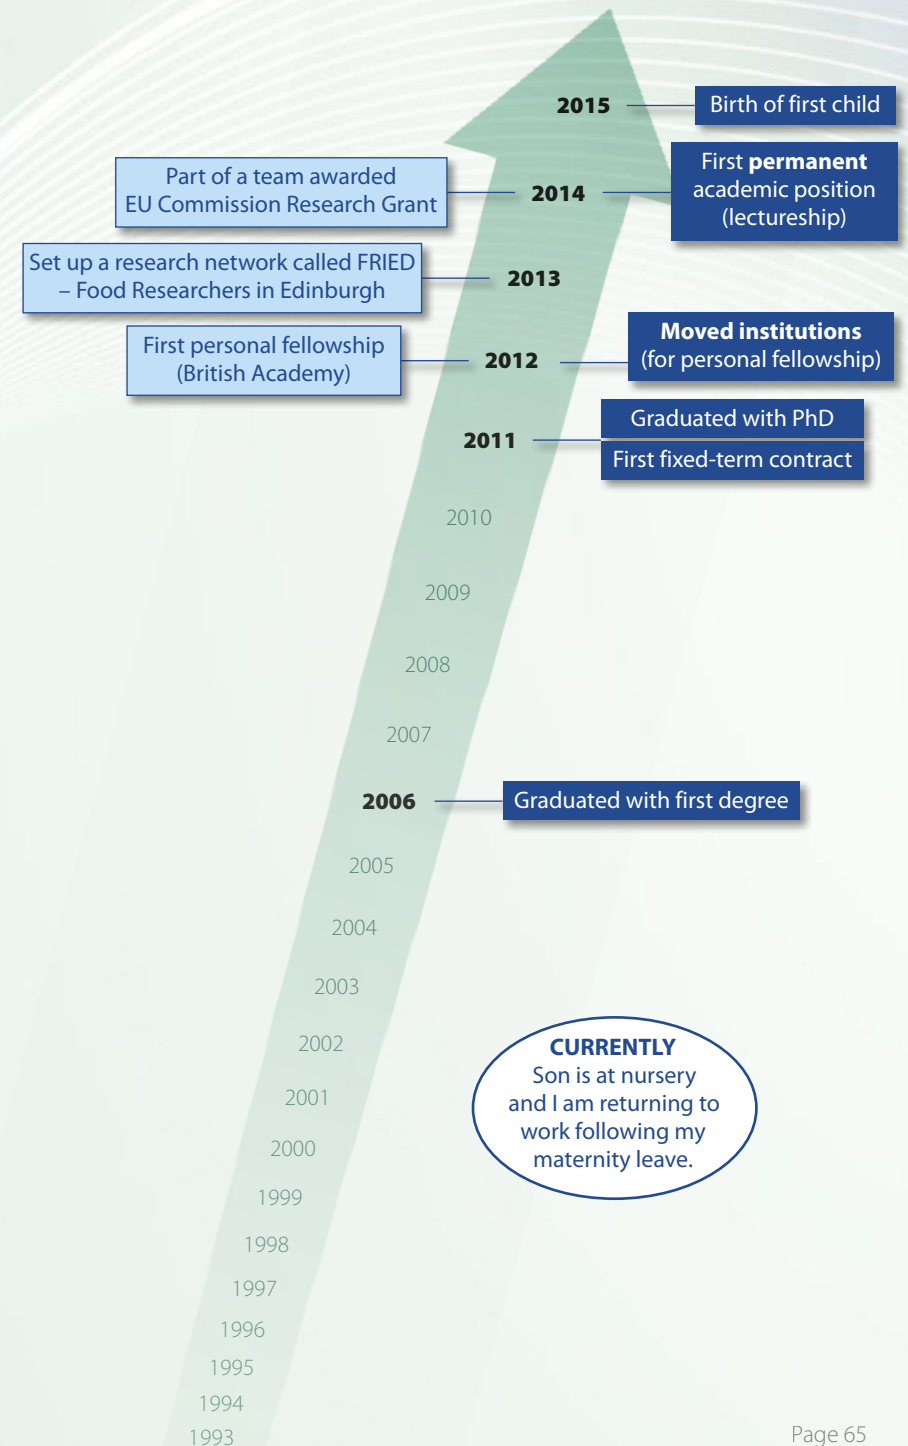 2015
Birth of first child
Part of a team awarded
EU Commission Research Grant
2014
First permanent
academic position
(lectureship)
Set up a research network called FRIED
– Food Researchers in Edinburgh
2013
First personal fellowship
(British Academy)
2012
Moved institutions
(for personal fellowship)
2011
Graduated with PhD
First fixed-term contract
2010
2009
2008
2007
2006
Graduated with first degree
2005
2004
2003
2002
2001
2000
1999
1998
1997
1996
1995
1994
1993
CURRENTLY
Son is at nursery
and I am returning to
work following my
maternity leave.
Page 65